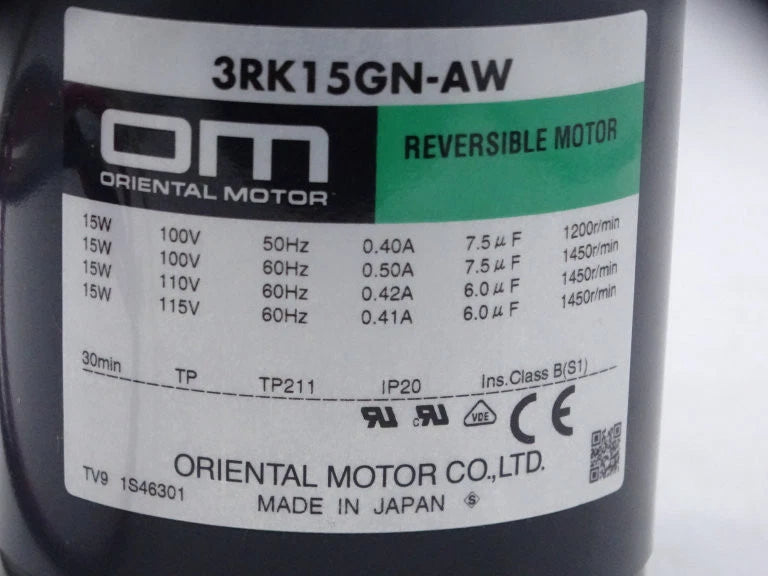 3RK15GN-AW
OM
ORIENTAL MOTOR
REVERSIBLE MOTOR
15W 100V 50Hz 0.40A 7.5μF 1200r/min
15W 100V 60Hz 0.50A 7.5μF 1450r/min
15W 110V 60Hz 0.42A 6.0μF 1450r/min
15W 115V 60Hz 0.41A 6.0μF 1450r/min
30min TP TP211 IP20 Ins.Class B(S1)
RU cRU VDE CE
ORIENTAL MOTOR CO.,LTD.
TV9 1S46301 MADE IN JAPAN S